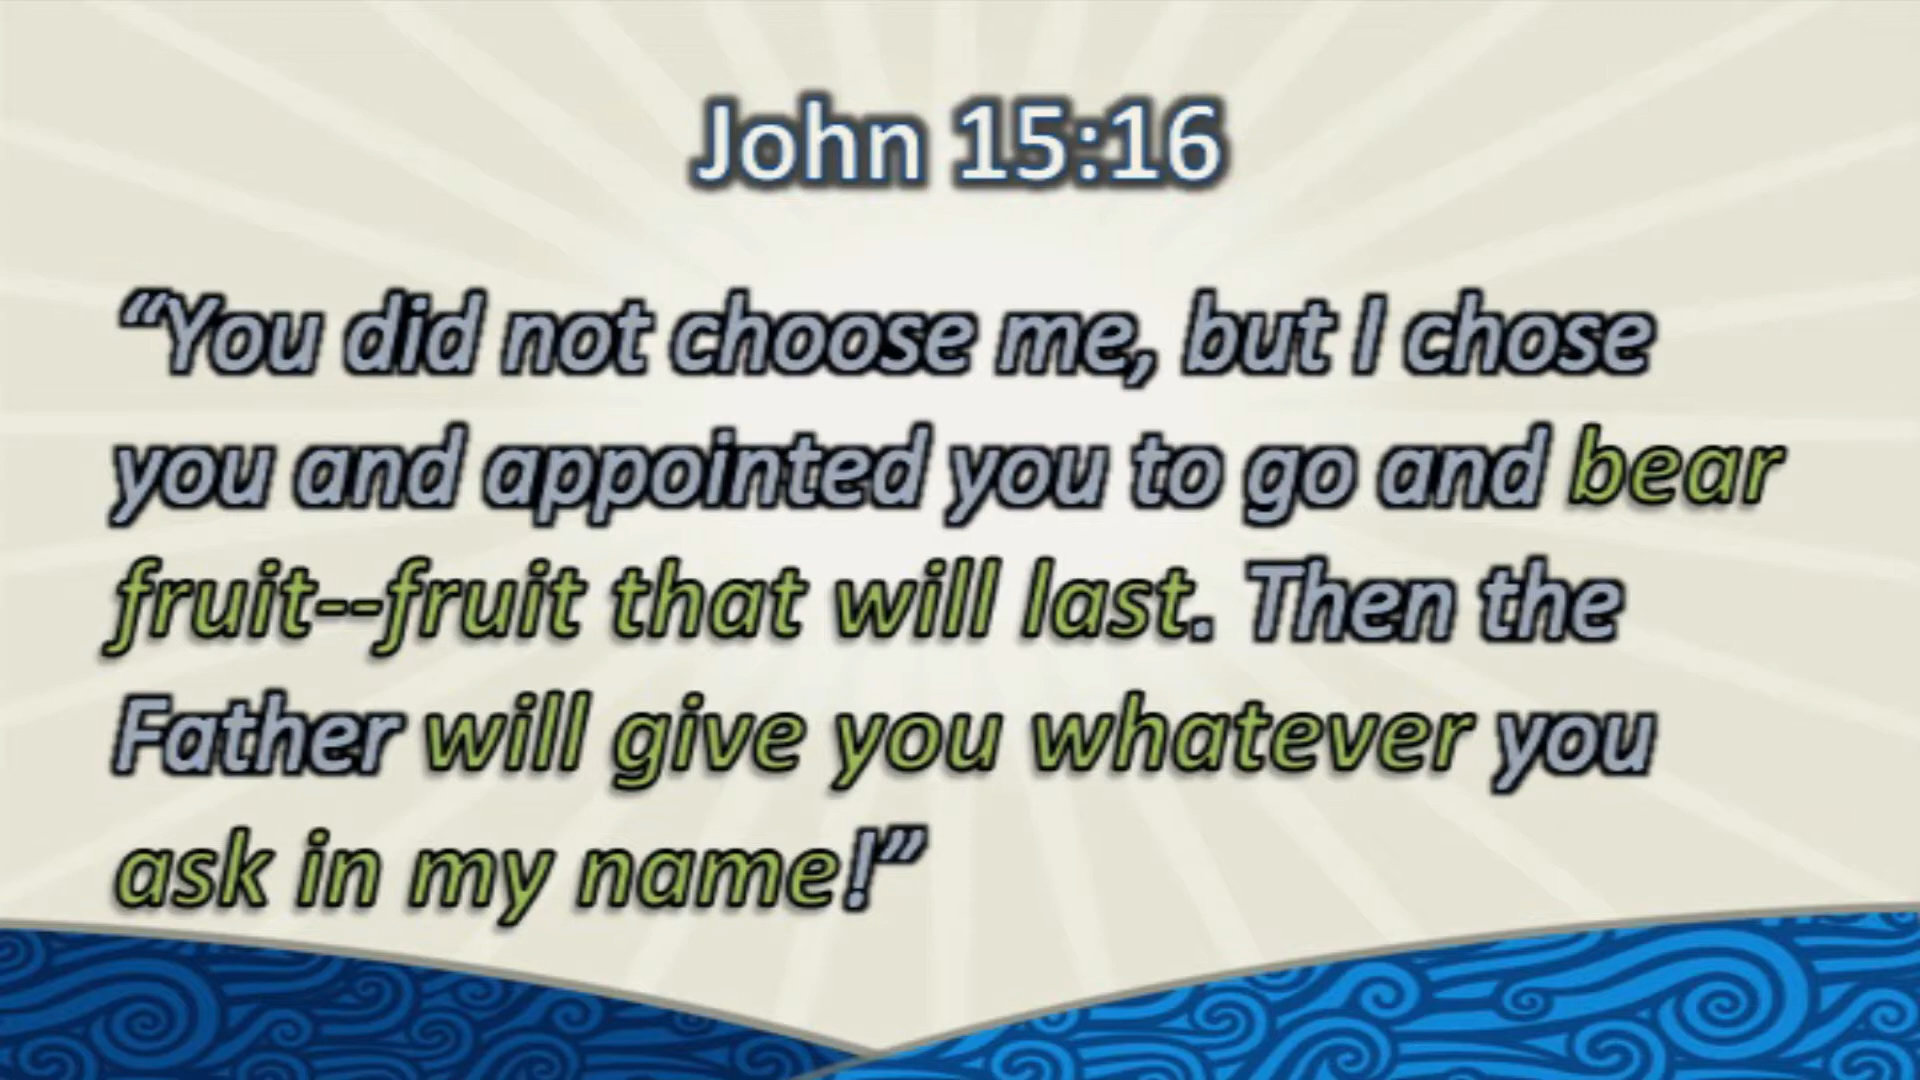 John 15:16
“You did not choose me, but I chose
you and appointed you to go and bear
fruit--fruit that will last. Then the
Father will give you whatever you
ask in my name!”